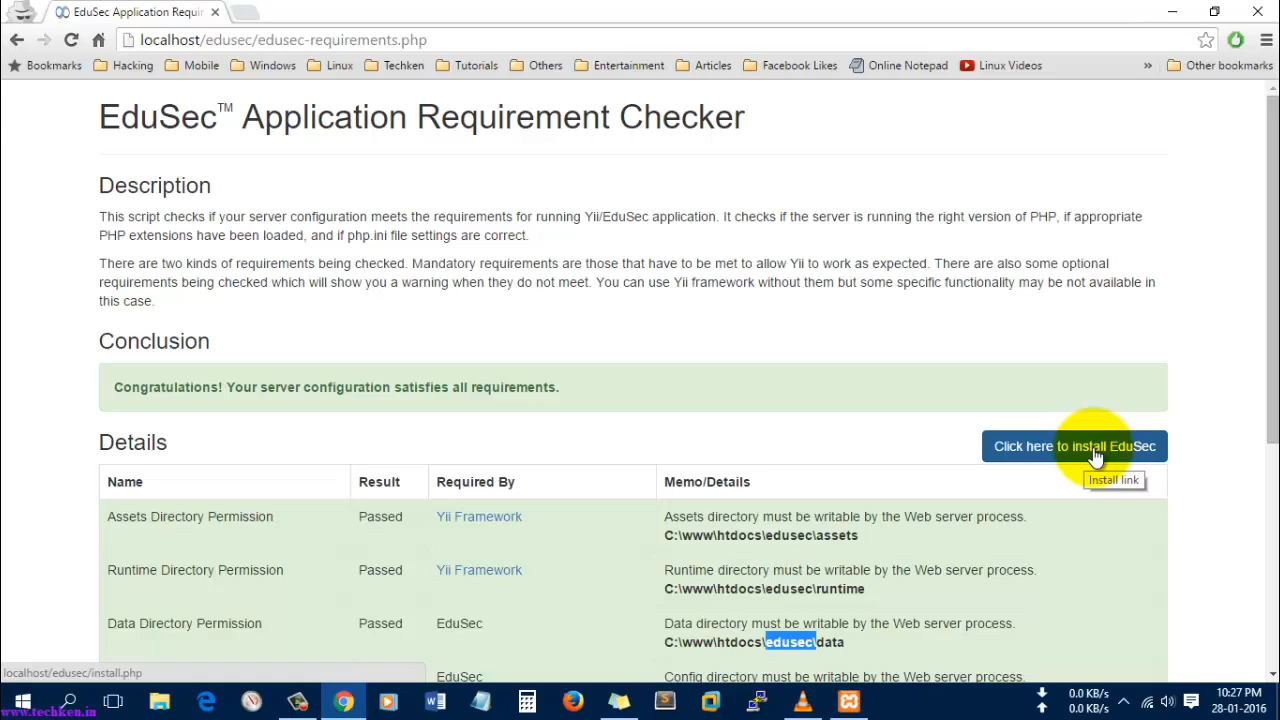 EduSec Application Requir
localhost/edusec/edusec-requirements.php
Bookmarks Hacking Mobile Windows Linux Techken Tutorials Others Entertainment Articles Facebook Likes Online Notepad Linux Videos » Other bookmarks
EduSec™ Application Requirement Checker
Description
This script checks if your server configuration meets the requirements for running Yii/EduSec application. It checks if the server is running the right version of PHP, if appropriate
PHP extensions have been loaded, and if php.ini file settings are correct.
There are two kinds of requirements being checked. Mandatory requirements are those that have to be met to allow Yii to work as expected. There are also some optional
requirements being checked which will show you a warning when they do not meet. You can use Yii framework without them but some specific functionality may be not available in
this case.
Conclusion
Congratulations! Your server configuration satisfies all requirements.
Details
Click here to install EduSec
Install link
Name Result Required By Memo/Details
Assets Directory Permission Passed Yii Framework Assets directory must be writable by the Web server process.
C:\www\htdocs\edusec\assets
Runtime Directory Permission Passed Yii Framework Runtime directory must be writable by the Web server process.
C:\www\htdocs\edusec\runtime
Data Directory Permission Passed EduSec Data directory must be writable by the Web server process.
C:\www\htdocs\edusec\data
EduSec Config directory must be writable by the Web server process.
localhost/edusec/install.php
0.0 KB/s 10:27 PM
0.0 KB/s 28-01-2016
www.techken.in